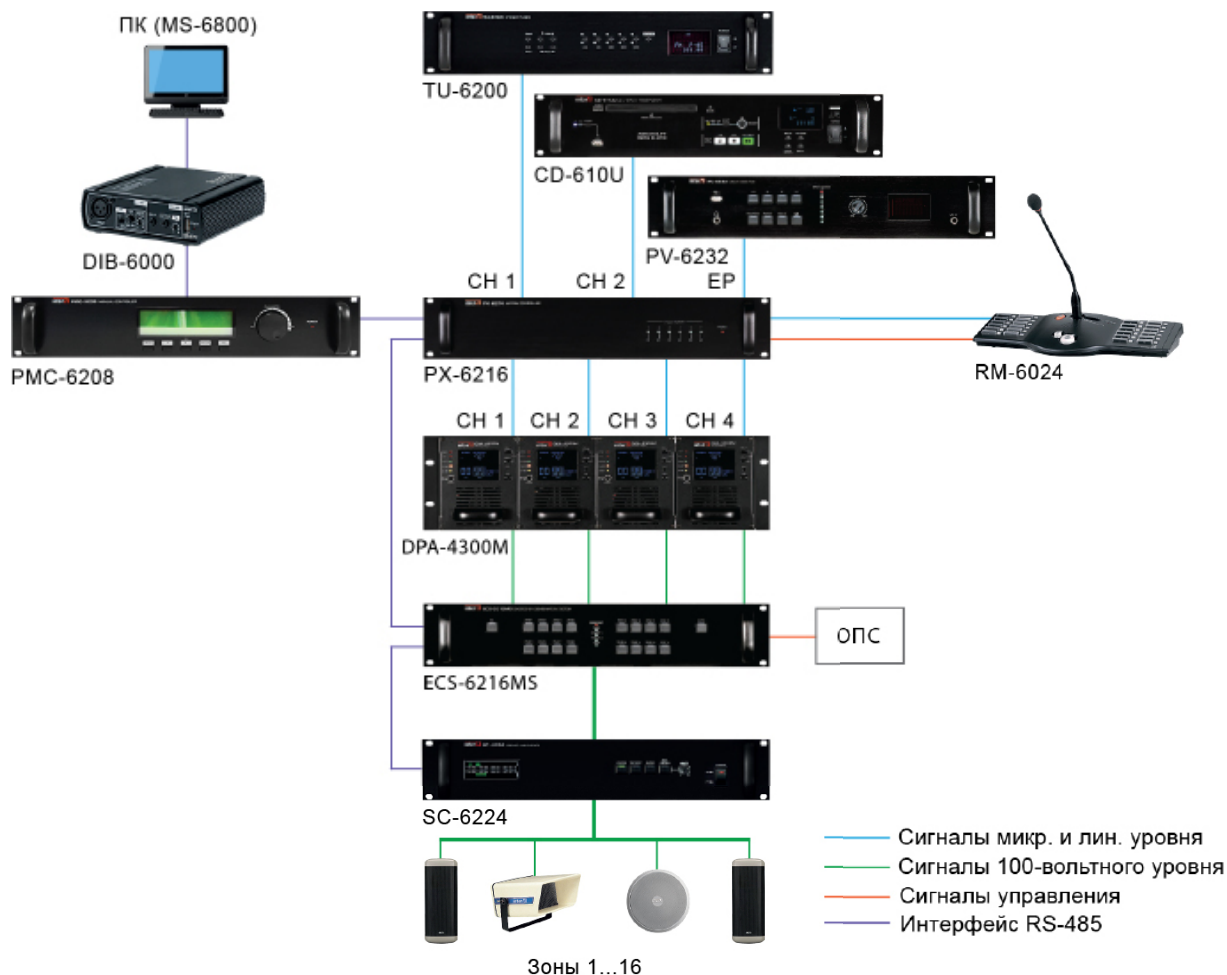 ПК (MS-6800)
TU-6200
CD-610U
DIB-6000
PV-6232
CH 1
CH 2
EP
PMC-6208
PX-6216
RM-6024
CH 1
CH 2
CH 3
CH 4
DPA-4300M
ОПС
ECS-6216MS
SC-6224
Сигналы микр. и лин. уровня
Сигналы 100-вольтного уровня
Сигналы управления
Интерфейс RS-485
Зоны 1...16